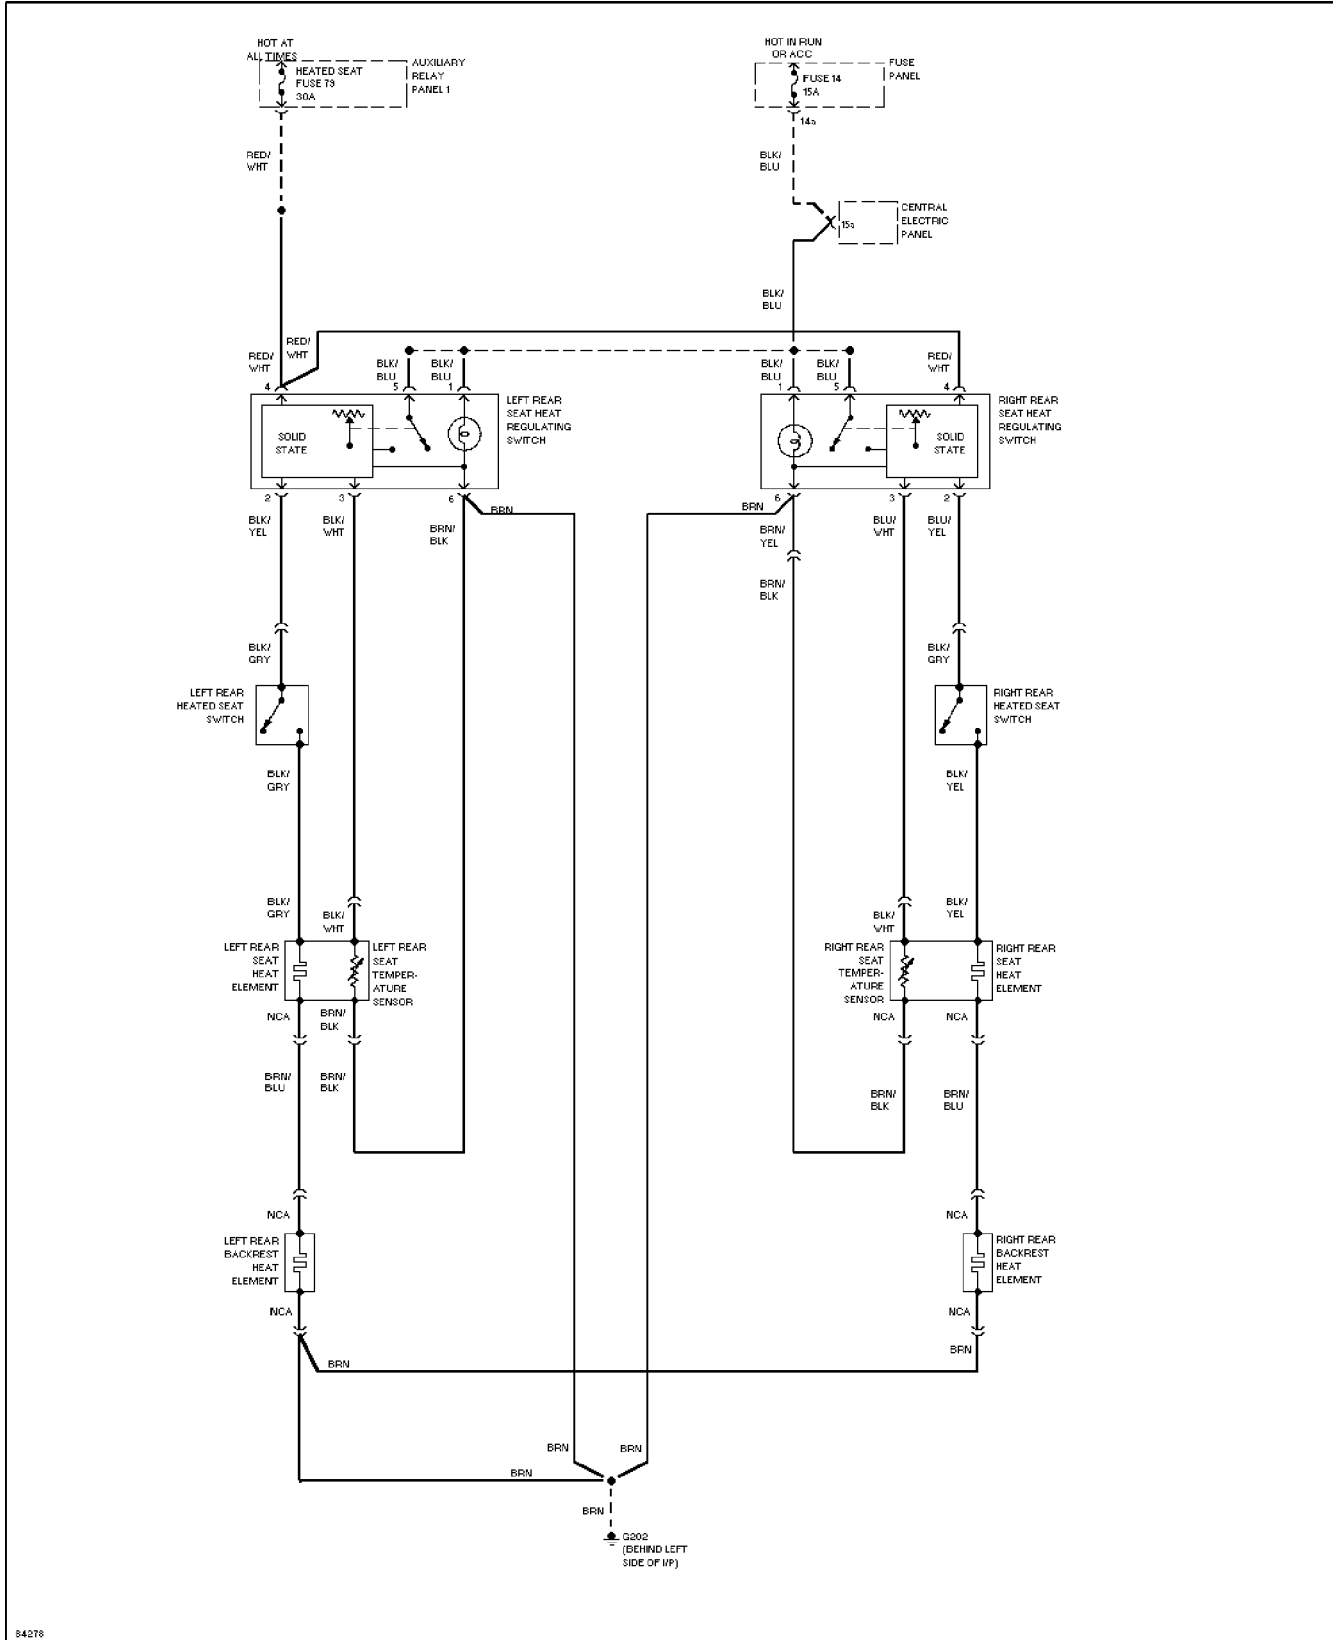 HOT AT
ALL TIMES
HEATED SEAT
FUSE 79
30A
AUXILIARY
RELAY
PANEL 1
HOT IN RUN
OR ACC
FUSE 14
15A
FUSE
PANEL
14a
RED/
WHT
BLK/
BLU
15a
CENTRAL
ELECTRIC
PANEL
BLK/
BLU
RED/
WHT
RED/
WHT
BLK/
BLU
BLK/
BLU
BLK/
BLU
BLK/
BLU
RED/
WHT
4
5
1
1
5
4
SOLID
STATE
LEFT REAR
SEAT HEAT
REGULATING
SWITCH
SOLID
STATE
RIGHT REAR
SEAT HEAT
REGULATING
SWITCH
2
3
6
6
3
2
BLK/
YEL
BLK/
WHT
BRN/
BLK
BRN
BRN
BRN/
YEL
BLU/
WHT
BLU/
YEL
BRN/
BLK
BLK/
GRY
BLK/
GRY
LEFT REAR
HEATED SEAT
SWITCH
RIGHT REAR
HEATED SEAT
SWITCH
BLK/
GRY
BLK/
YEL
BLK/
GRY
BLK/
WHT
BLK/
WHT
BLK/
YEL
LEFT REAR
SEAT
HEAT
ELEMENT
LEFT REAR
SEAT
TEMPER-
ATURE
SENSOR
RIGHT REAR
SEAT
TEMPER-
ATURE
SENSOR
RIGHT REAR
SEAT
HEAT
ELEMENT
NCA
BRN/
BLK
NCA
NCA
BRN/
BLU
BRN/
BLK
BRN/
BLK
BRN/
BLU
NCA
NCA
LEFT REAR
BACKREST
HEAT
ELEMENT
RIGHT REAR
BACKREST
HEAT
ELEMENT
NCA
NCA
BRN
BRN
BRN
BRN
BRN
BRN
G202
(BEHIND LEFT
SIDE OF I/P)
84278